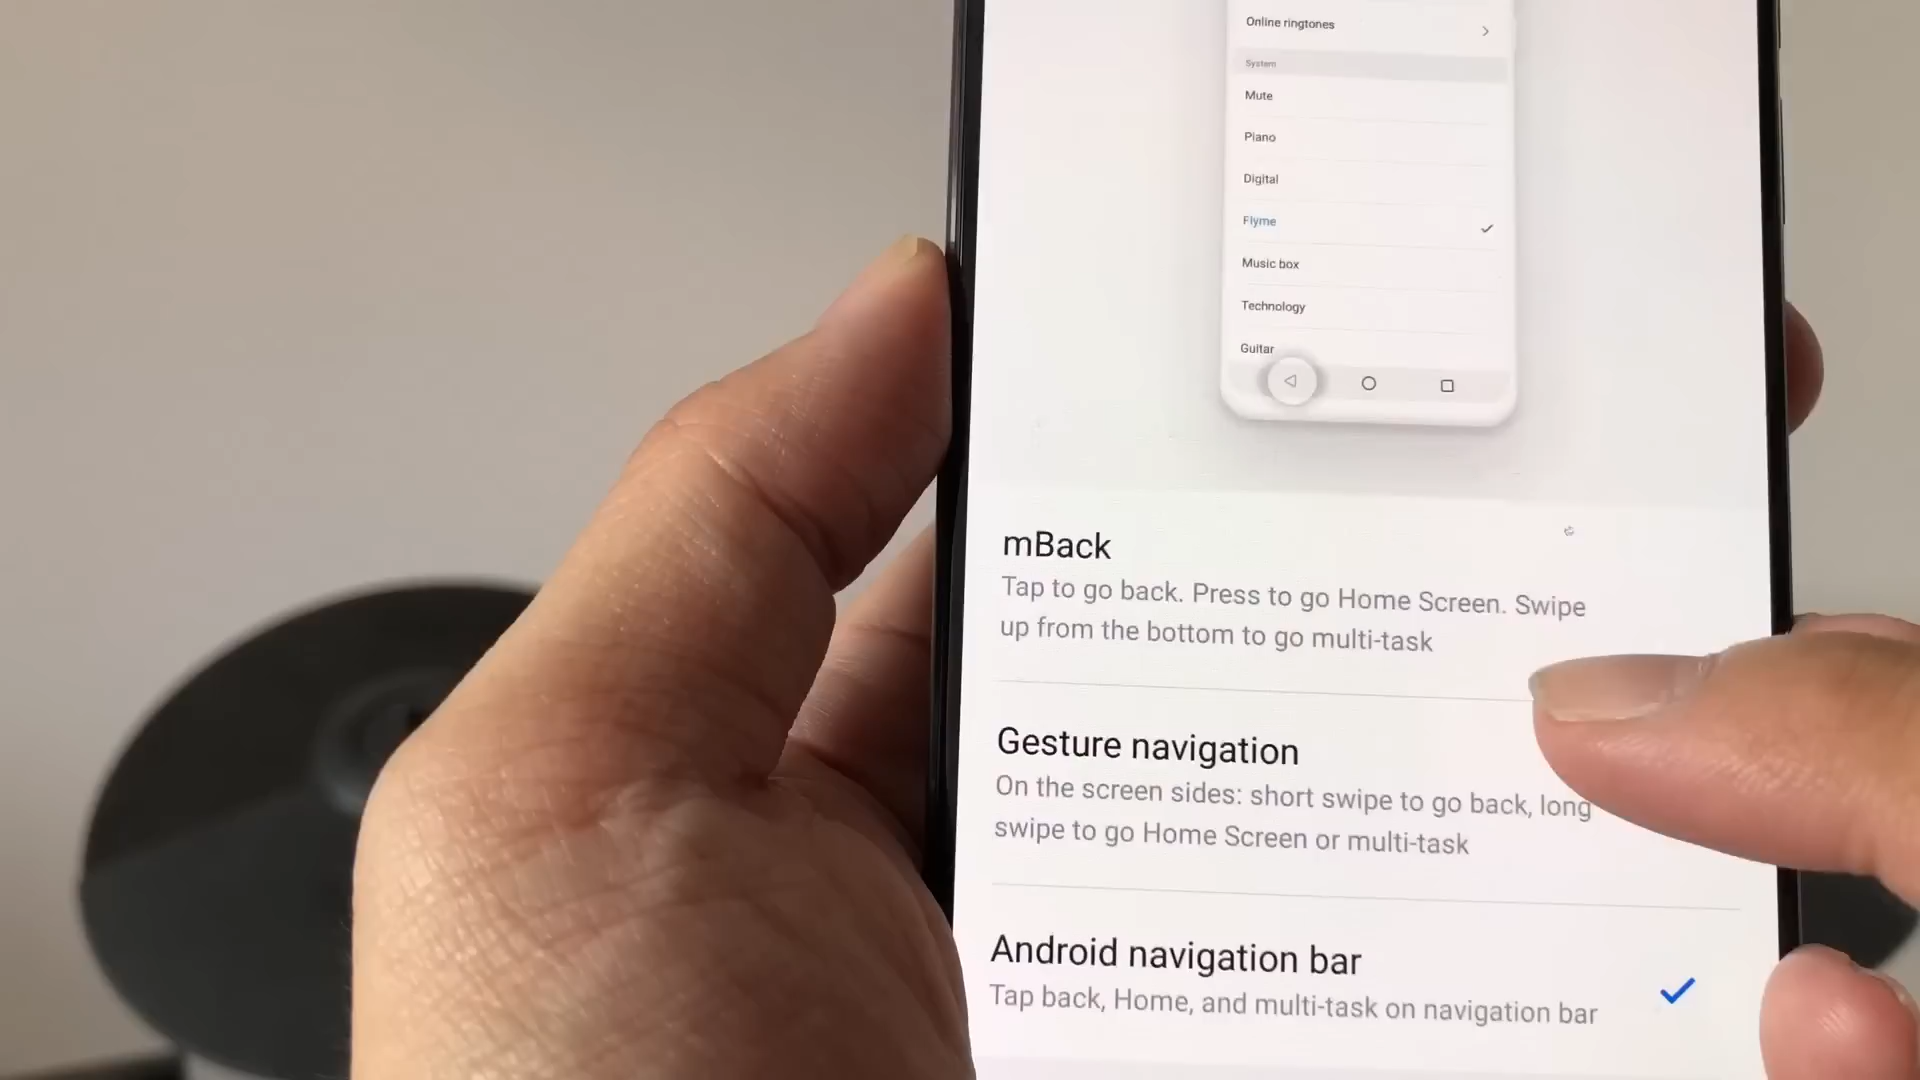 Online ringtones
System
Mute
Piano
Digital
Flyme
Music box
Technology
Guitar
mBack
Tap to go back. Press to go Home Screen. Swipe
up from the bottom to go multi-task
Gesture navigation
On the screen sides: short swipe to go back, long
swipe to go Home Screen or multi-task
Android navigation bar
Tap back, Home, and multi-task on navigation bar